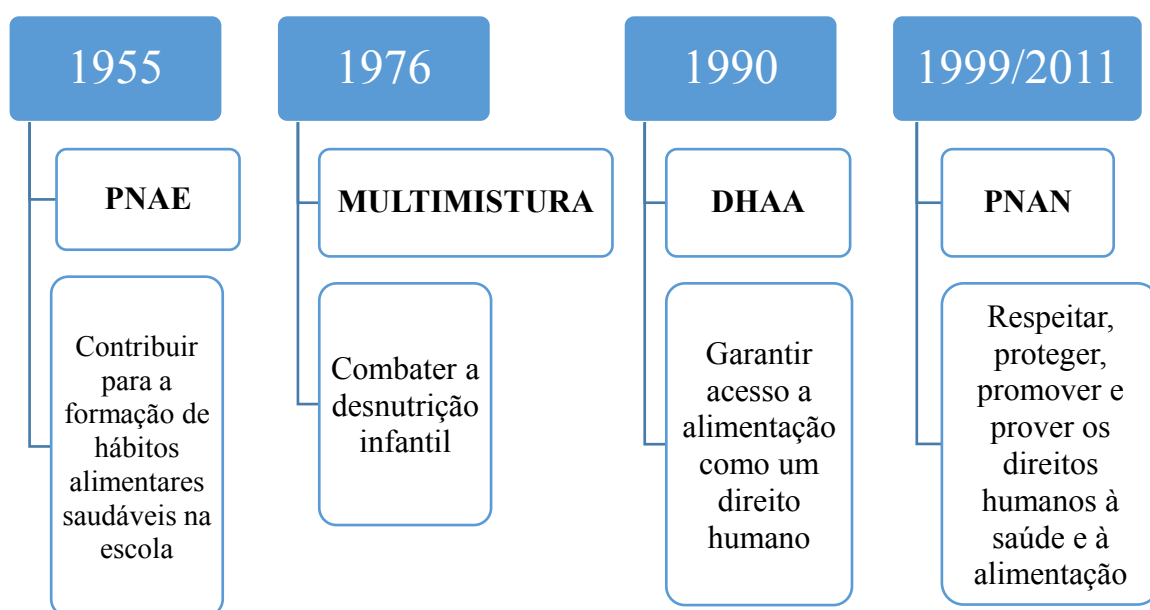 1955
PNAE
Contribuir
para a
formação de
hábitos
alimentares
saudáveis na
escola
1976
MULTIMISTURA
Combater a
desnutrição
infantil
1990
DHAA
Garantir
acesso a
alimentação
como um
direito
humano
1999/2011
PNAN
Respeitar,
proteger,
promover e
prover os
direitos
humanos à
saúde e à
alimentação